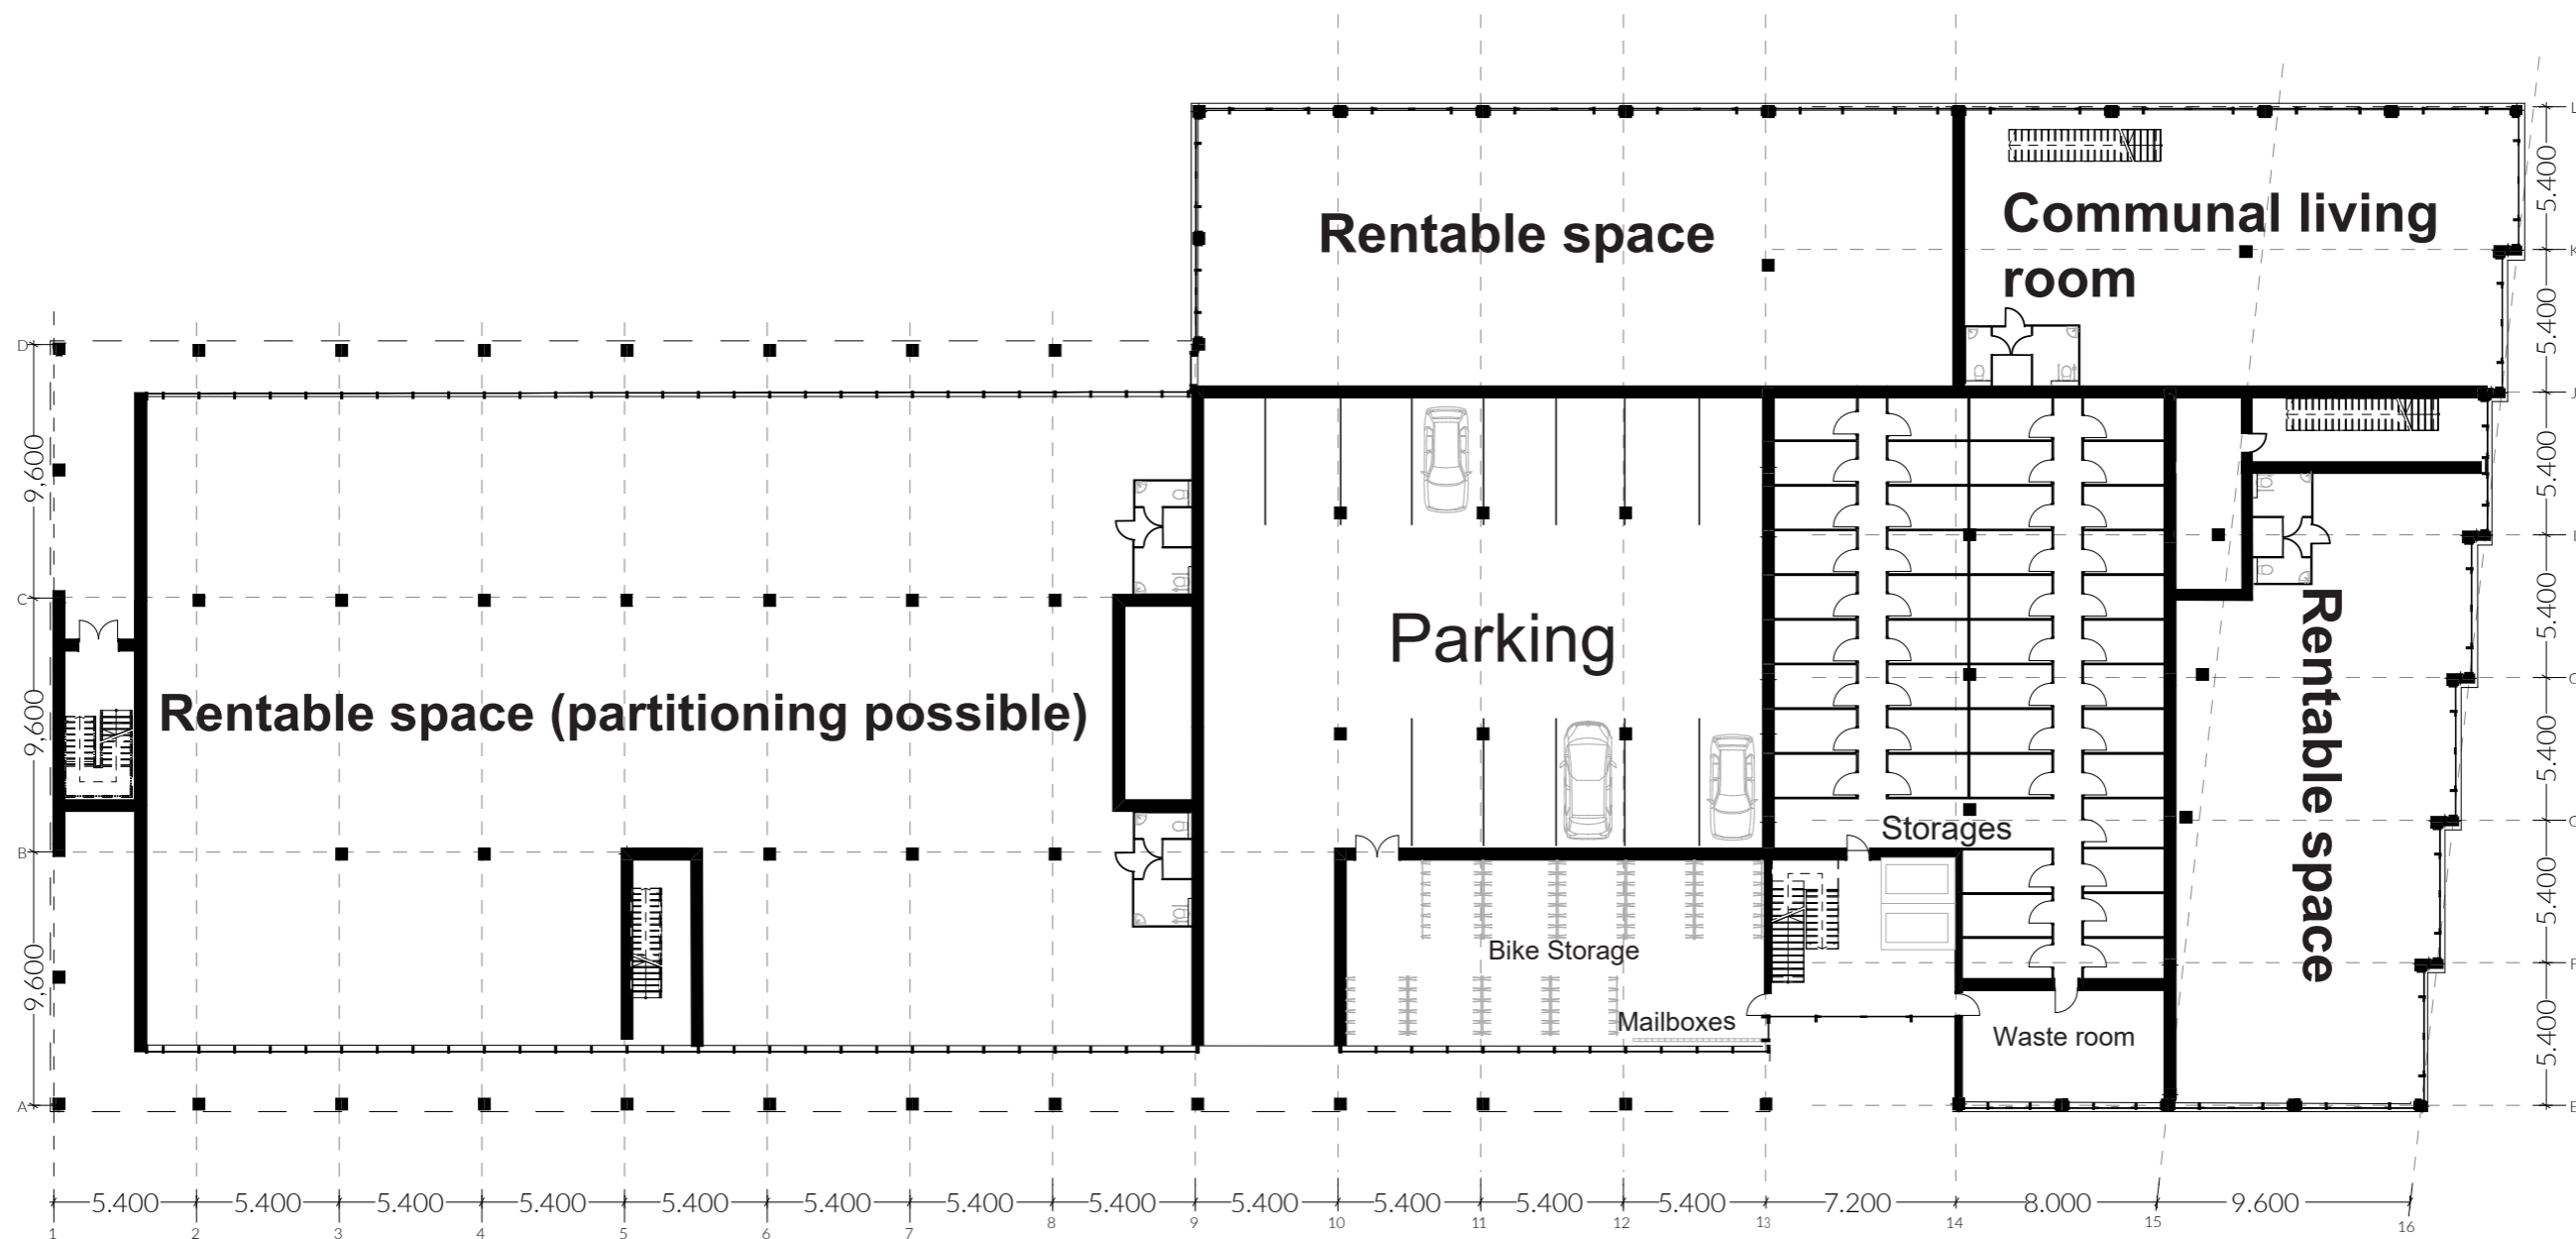 L
5.400
Rentable space
Communal living
room
K
5.400
D
J
9,600
5.400
I
C
Parking
5.400
Rentable space (partitioning possible)
9,600
Rentable space
5.400
Storages
B
5.400
Bike Storage
F
9,600
Mailboxes
Waste room
5.400
A
E
5.400
5.400
5.400
5.400
5.400
5.400
5.400
5.400
5.400
5.400
5.400
5.400
7.200
8.000
9.600
1
2
3
4
5
6
7
8
9
10
11
12
13
14
15
16